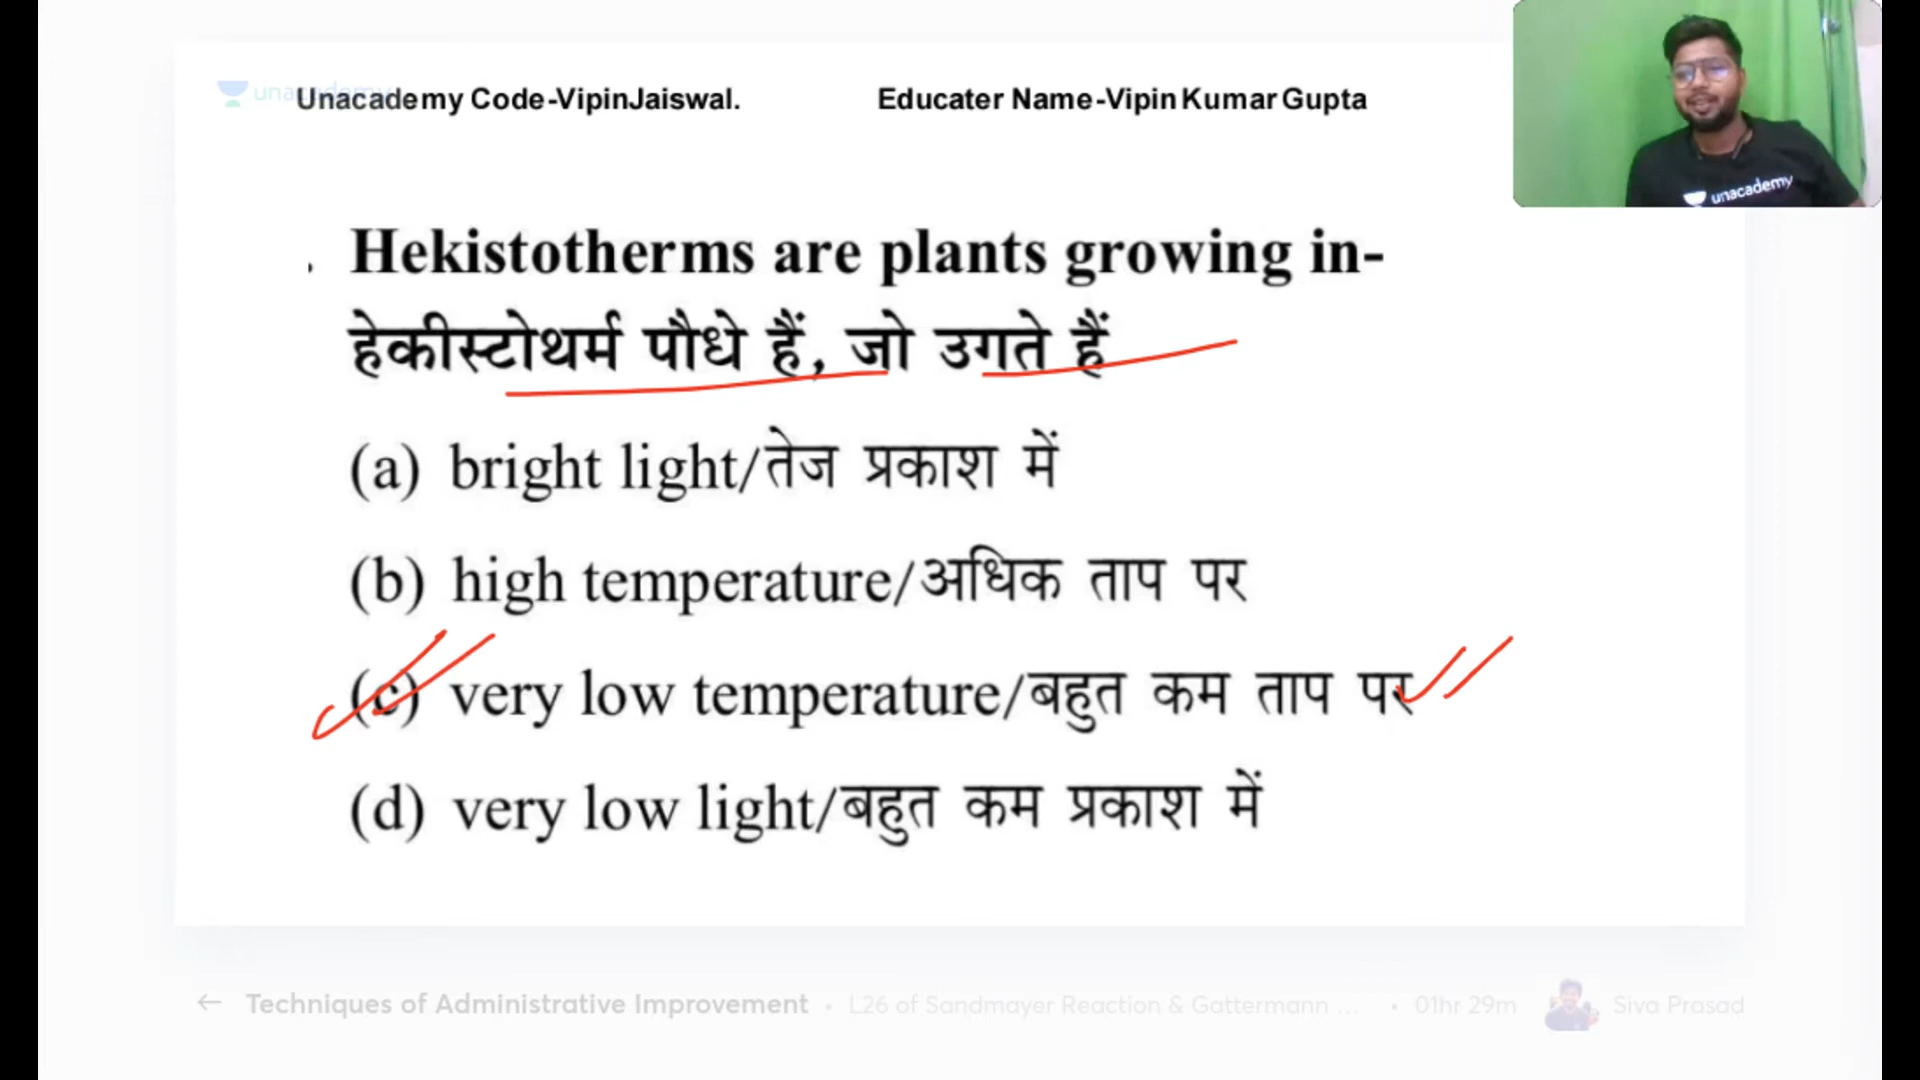 unacademy
Unacademy Code-VipinJaiswal.
Educater Name-Vipin Kumar Gupta
unacademy
Hekistotherms are plants growing in-
हेकीस्टोथर्म पौधे हैं, जो उगते हैं
(a) bright light/तेज प्रकाश में
(b) high temperature/अधिक ताप पर
(c) very low temperature/बहुत कम ताप पर
(d) very low light/बहुत कम प्रकाश में
← Techniques of Administrative Improvement • L26 of Sandmayer Reaction & Gattermann ... • 01hr 29m Siva Prasad